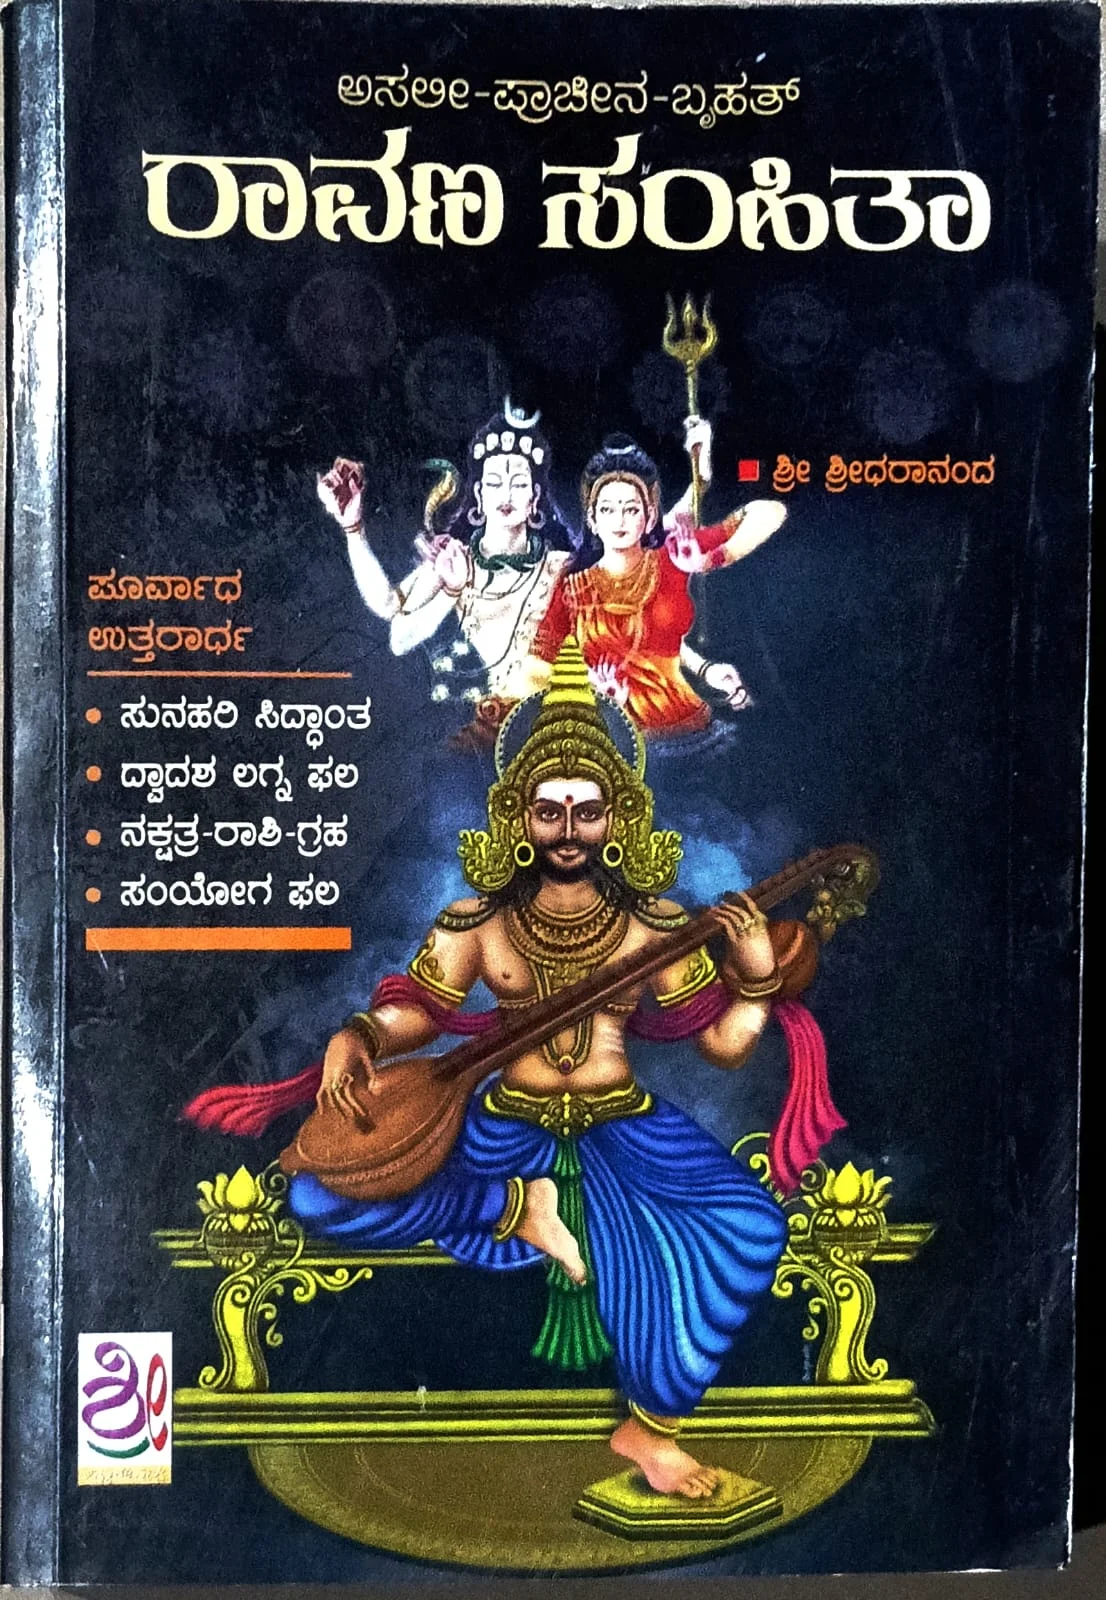 ಅಸಲೀ-ಪ್ರಾಚೀನ-ಬೃಹತ್
ರಾವಣ ಸಂಹಿತಾ
ಶ್ರೀ ಶ್ರೀಧರಾನಂದ
ಪೂರ್ವಾಧ
ಉತ್ತರಾರ್ಧ
• ಸುನಹರಿ ಸಿದ್ಧಾಂತ
• ದ್ವಾದಶ ಲಗ್ನ ಫಲ
• ನಕ್ಷತ್ರ-ರಾಶಿ-ಗ್ರಹ
• ಸಂಯೋಗ ಫಲ
ಶ್ರೀ